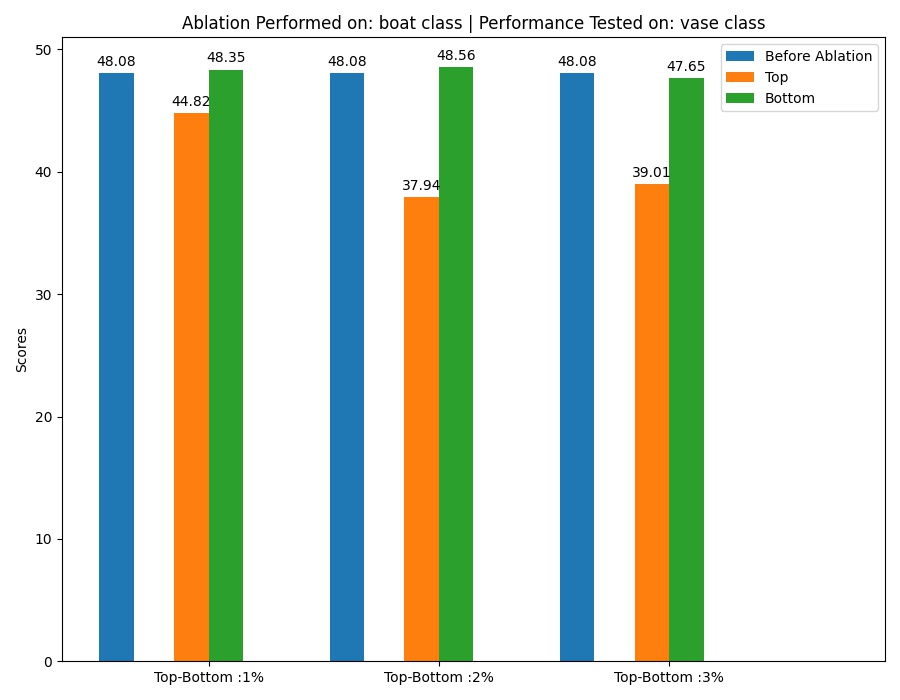 Ablation Performed on: boat class | Performance Tested on: vase class
Before Ablation
Top
Bottom
Scores
50
40
30
20
10
0
48.08
44.82
48.35
48.08
37.94
48.56
48.08
39.01
47.65
Top-Bottom :1%
Top-Bottom :2%
Top-Bottom :3%